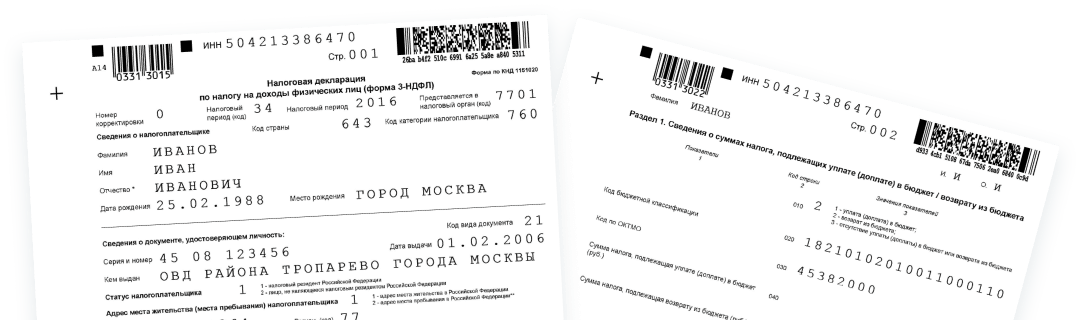 ИНН 504213386470
0331 3015
Стр. 001
А14
26ba b4f2 510c 6991 6a25 5a8e a840 5311
Форма по КНД 1151020
Налоговая декларация
по налогу на доходы физических лиц (форма 3-НДФЛ)
Номер корректировки 0 Налоговый период (код) 34 Налоговый период 2016 Представляется в налоговый орган (код) 7701
Сведения о налогоплательщике Код страны 643 Код категории налогоплательщика 760
Фамилия ИВАНОВ
Имя ИВАН
Отчество * ИВАНОВИЧ
Дата рождения 25.02.1988 Место рождения ГОРОД МОСКВА
Сведения о документе, удостоверяющем личность: Код вида документа 21
Серия и номер 45 08 123456 Дата выдачи 01.02.2006
Кем выдан ОВД РАЙОНА ТРОПАРЕВО ГОРОДА МОСКВЫ
Статус налогоплательщика 1 1 - налоговый резидент Российской Федерации
2 - лицо, не являющееся налоговым резидентом Российской Федерации
Адрес места жительства (места пребывания) налогоплательщика 1 1 - адрес места жительства в Российской Федерации
2 - адрес места пребывания в Российской Федерации**
77
ИНН 504213386470
0331 3022
Стр. 002
d933 4cb1 5108 67da 7506 2ea0 6840 0c9d
Фамилия ИВАНОВ И. И О. И
Раздел 1. Сведения о суммах налога, подлежащих уплате (доплате) в бюджет / возврату из бюджета
Показатели Код строки Значения показателей
1 2 3
010 2 1 - уплата (доплата) в бюджет;
2 - возврат из бюджета;
3 - отсутствие уплаты (доплаты) в бюджет или возврата из бюджета
Код бюджетной классификации 020 18210102010011000110
Код по ОКТМО 030 45382000
Сумма налога, подлежащая уплате (доплате) в бюджет (руб.) 040
Сумма налога, подлежащая возврату из бюджета